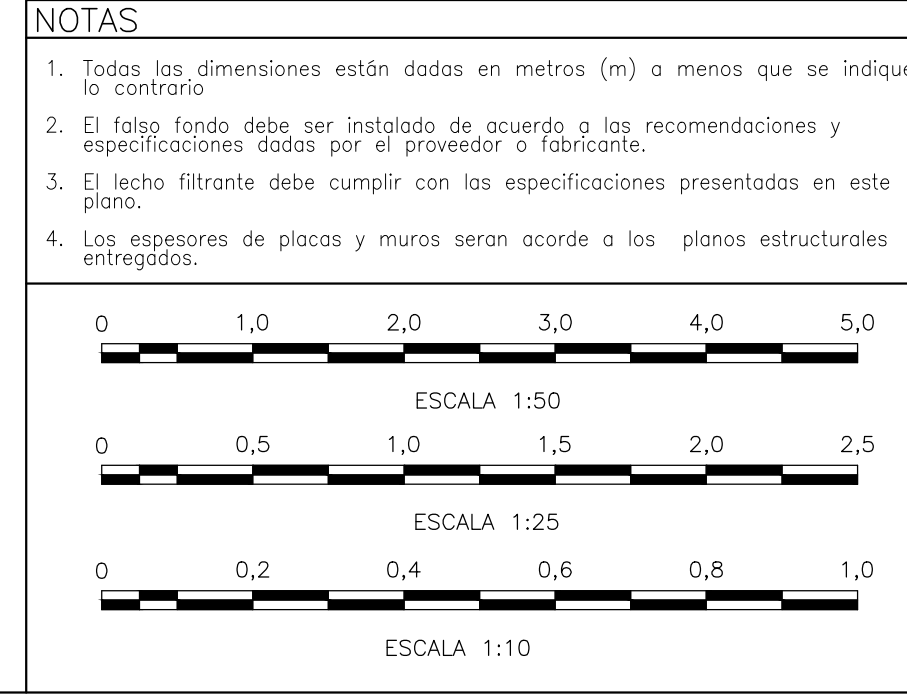 NOTAS
1. Todas las dimensiones están dadas en metros (m) a menos que se indique
lo contrario
2. El falso fondo debe ser instalado de acuerdo a las recomendaciones y
especificaciones dadas por el proveedor o fabricante.
3. El lecho filtrante debe cumplir con las especificaciones presentadas en este
plano.
4. Los espesores de placas y muros seran acorde a los planos estructurales
entregados.
0 1,0 2,0 3,0 4,0 5,0
ESCALA 1:50
0 0,5 1,0 1,5 2,0 2,5
ESCALA 1:25
0 0,2 0,4 0,6 0,8 1,0
ESCALA 1:10